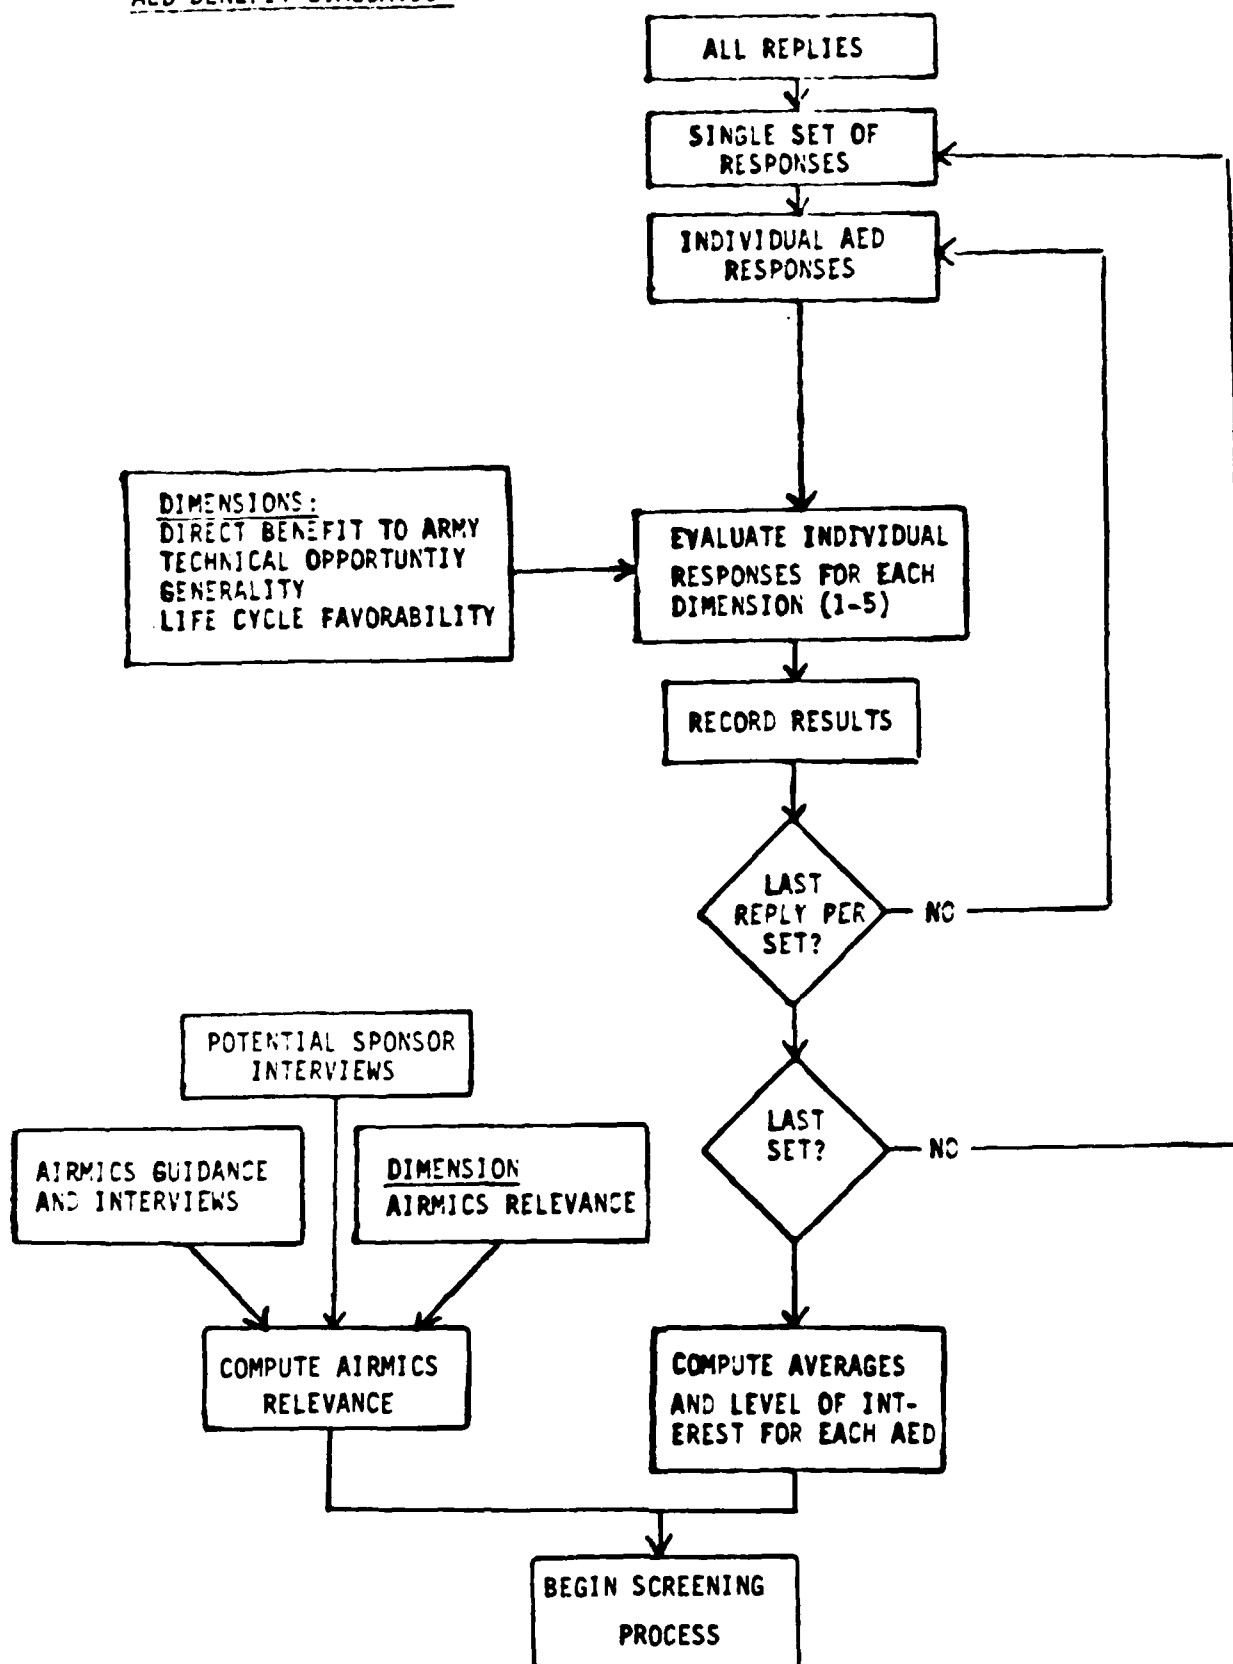 AED BENEFIT
ALL REPLIES
SINGLE SET OF
RESPONSES
INDIVIDUAL AED
RESPONSES
DIMENSIONS:
DIRECT BENEFIT TO ARMY
TECHNICAL OPPORTUNTIY
GENERALITY
LIFE CYCLE FAVORABILITY
EVALUATE INDIVIDUAL
RESPONSES FOR EACH
DIMENSION (1-5)
RECORD RESULTS
LAST
REPLY PER
SET?
NO
POTENTIAL SPONSOR
INTERVIEWS
AIRMICS GUIDANCE
AND INTERVIEWS
DIMENSION
AIRMICS RELEVANCE
LAST
SET?
NO
COMPUTE AIRMICS
RELEVANCE
COMPUTE AVERAGES
AND LEVEL OF INT-
EREST FOR EACH AED
BEGIN SCREENING
PROCESS